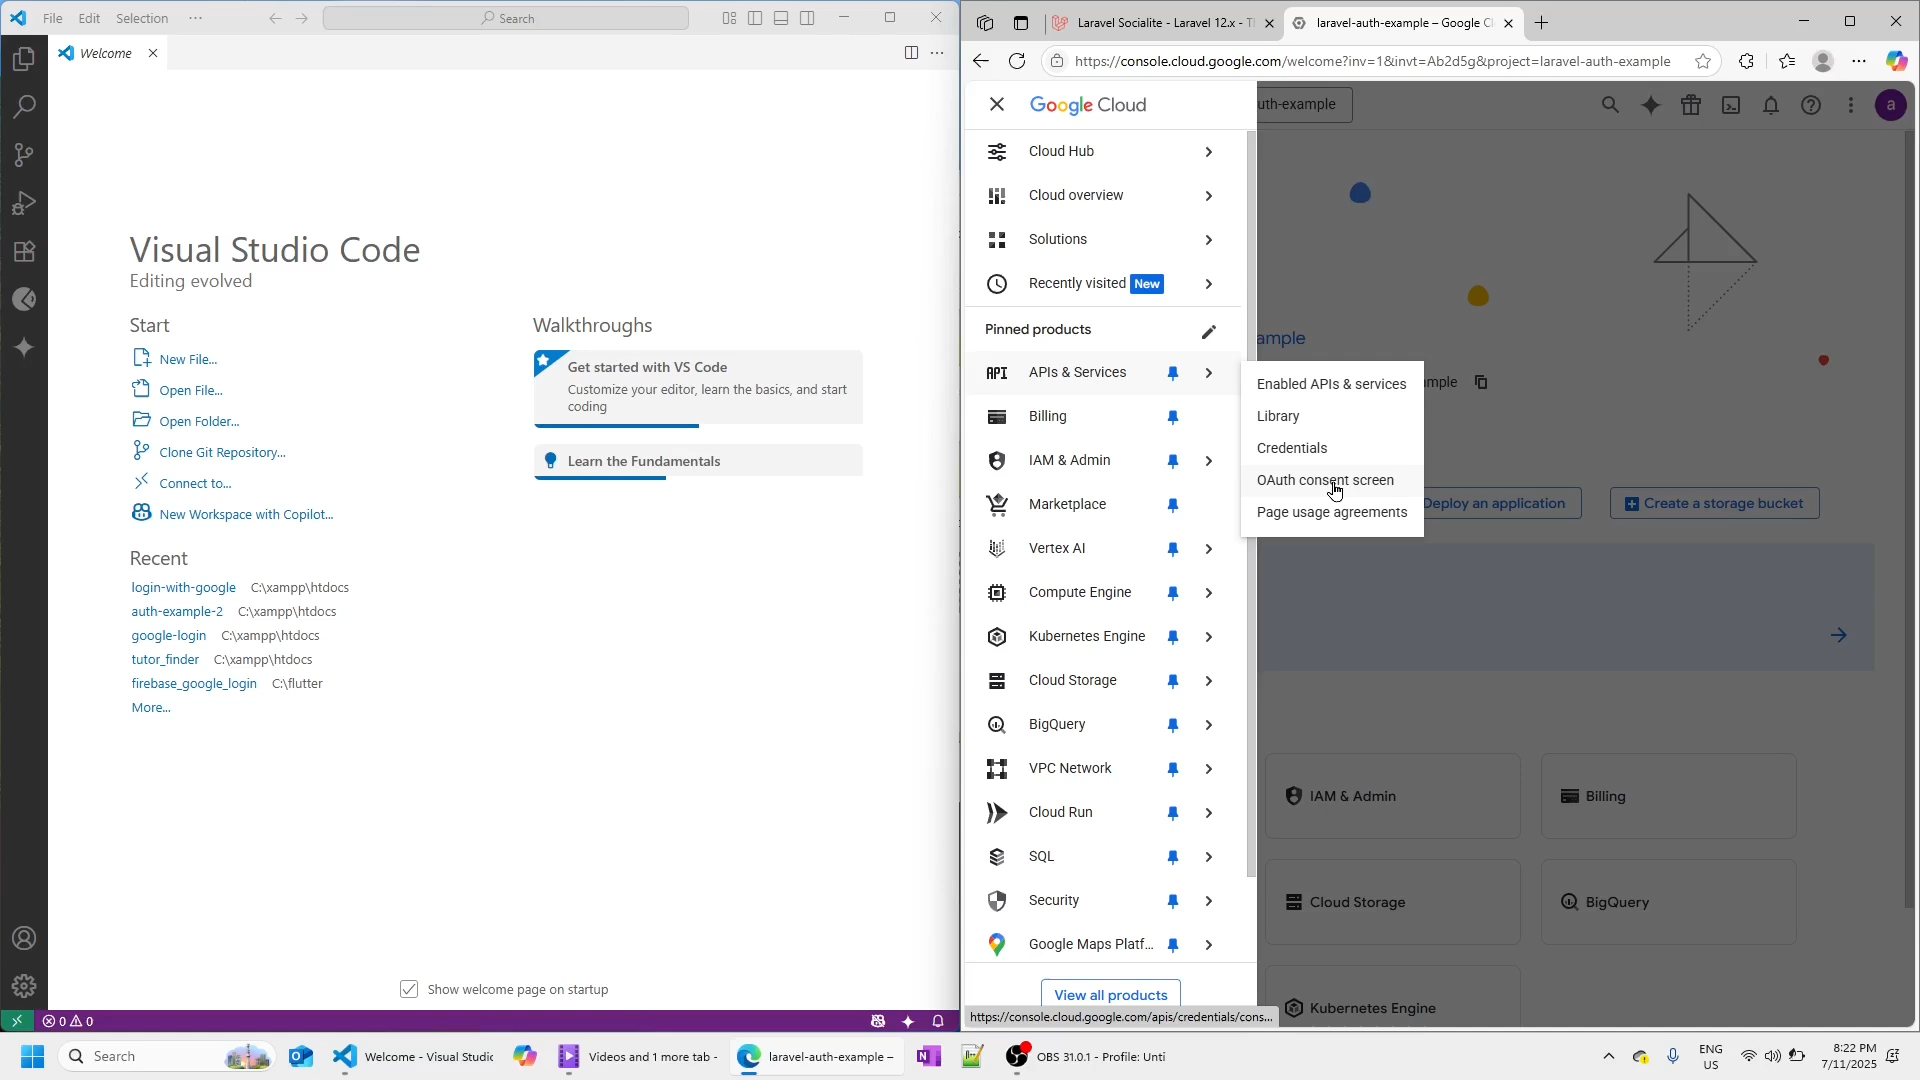 File
Edit
Selection
Search
Welcome
Visual Studio Code
Editing evolved
Start
New File...
Open File...
Open Folder...
Clone Git Repository...
Connect to...
New Workspace with Copilot...
Walkthroughs
Get started with VS Code
Customize your editor, learn the basics, and start
coding
Learn the Fundamentals
Recent
login-with-google C:\xampp\htdocs
auth-example-2 C:\xampp\htdocs
google-login C:\xampp\htdocs
tutor_finder C:\xampp\htdocs
firebase_google_login C:\flutter
More...
Show welcome page on startup
0 0
Laravel Socialite - Laravel 12.x - T
laravel-auth-example – Google C
https://console.cloud.google.com/welcome?inv=1&invt=Ab2d5g&project=laravel-auth-example
Google Cloud
uth-example
a
Cloud Hub
Cloud overview
Solutions
Recently visited New
Pinned products
API APIs & Services
Billing
IAM & Admin
Marketplace
Vertex AI
Compute Engine
Kubernetes Engine
Cloud Storage
BigQuery
VPC Network
Cloud Run
SQL
Security
Google Maps Platf...
View all products
Enabled APIs & services
Library
Credentials
OAuth consent screen
Page usage agreements
ample
mple
Deploy an application
Create a storage bucket
IAM & Admin
Billing
Cloud Storage
BigQuery
Kubernetes Engine
https://console.cloud.google.com/apis/credentials/cons...
Search
Welcome - Visual Studio
Videos and 1 more tab -
laravel-auth-example –
OBS 31.0.1 - Profile: Unti
ENG
US
8:22 PM
7/11/2025